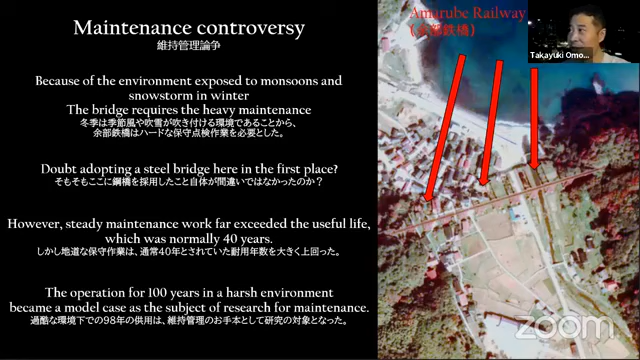 Maintenance controversy
維持管理論争
Because of the environment exposed to monsoons and
snowstorm in winter
The bridge requires the heavy maintenance
冬季は季節風や吹雪が吹き付ける環境であることから、
余部鉄橋はハードな保守点検作業を必要とした。
Doubt adopting a steel bridge here in the first place?
そもそもここに鋼橋を採用したこと自体が間違いではなかったのか？
However, steady maintenance work far exceeded the useful life,
which was normally 40 years.
しかし地道な保守作業は、通常40年とされていた耐用年数を大きく上回った。
The operation for 100 years in a harsh environment
became a model case as the subject of research for maintenance.
過酷な環境下での98年の供用は、維持管理のお手本として研究の対象となった。
Amarube Railway
（余部鉄橋）
Takayuki Omo...
zoom